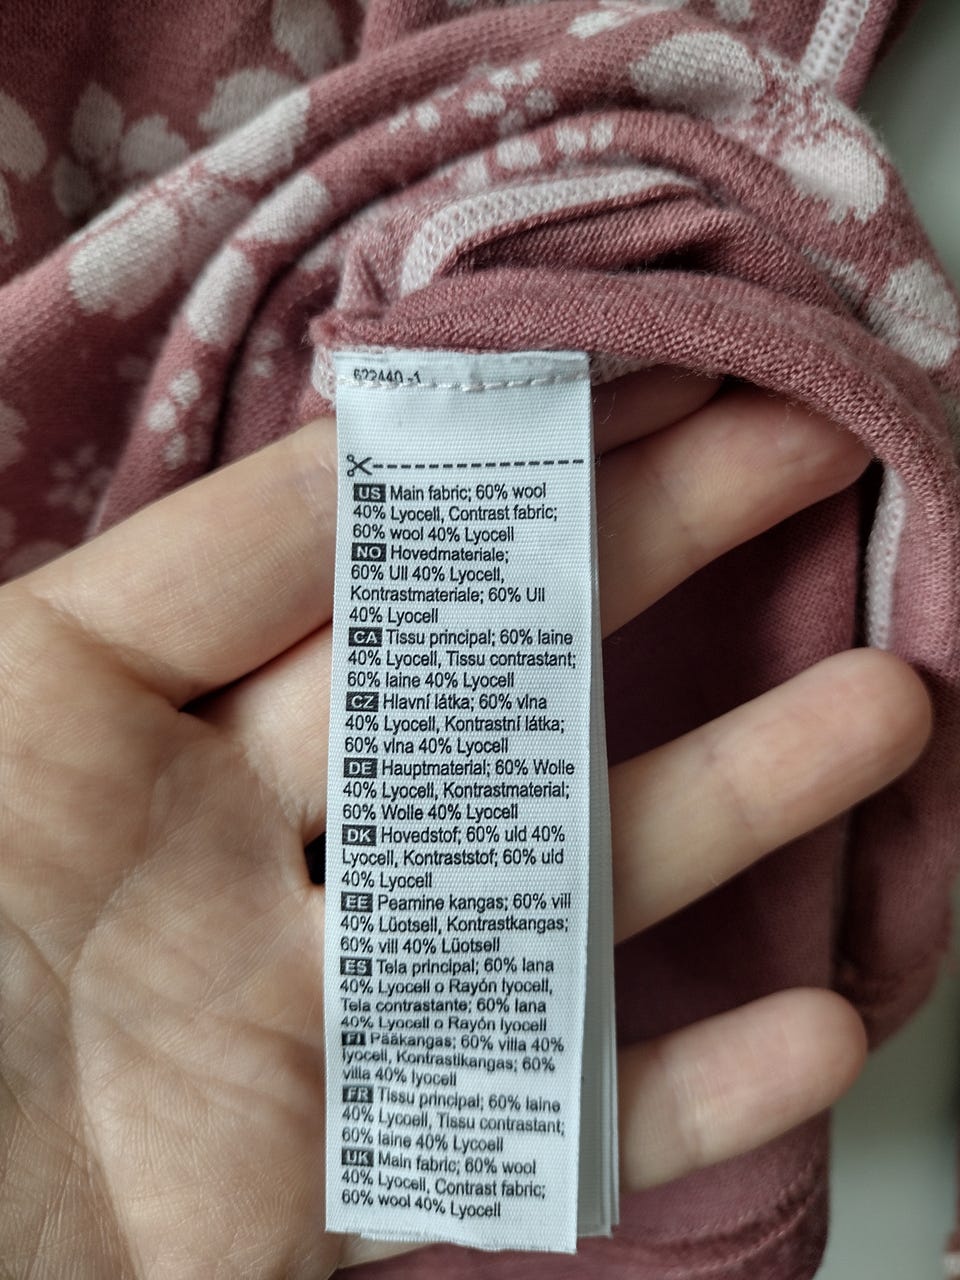 622440 -1
US Main fabric; 60% wool
40% Lyocell, Contrast fabric;
60% wool 40% Lyocell
NO Hovedmateriale;
60% Ull 40% Lyocell,
Kontrastmateriale; 60% Ull
40% Lyocell
CA Tissu principal; 60% laine
40% Lyocell, Tissu contrastant;
60% laine 40% Lyocell
CZ Hlavní látka; 60% vlna
40% Lyocell, Kontrastní látka;
60% vlna 40% Lyocell
DE Hauptmaterial; 60% Wolle
40% Lyocell, Kontrastmaterial;
60% Wolle 40% Lyocell
DK Hovedstof; 60% uld 40%
Lyocell, Kontraststof; 60% uld
40% Lyocell
EE Peamine kangas; 60% vill
40% Lüotsell, Kontrastkangas;
60% vill 40% Lüotsell
ES Tela principal; 60% lana
40% Lyocell o Rayón lyocell,
Tela contrastante; 60% lana
40% Lyocell o Rayón lyocell
FI Pääkangas; 60% villa 40%
lyocell, Kontrastikangas; 60%
villa 40% lyocell
FR Tissu principal; 60% laine
40% Lycoell, Tissu contrastant;
60% laine 40% Lycoell
UK Main fabric; 60% wool
40% Lyocell, Contrast fabric;
60% wool 40% Lyocell